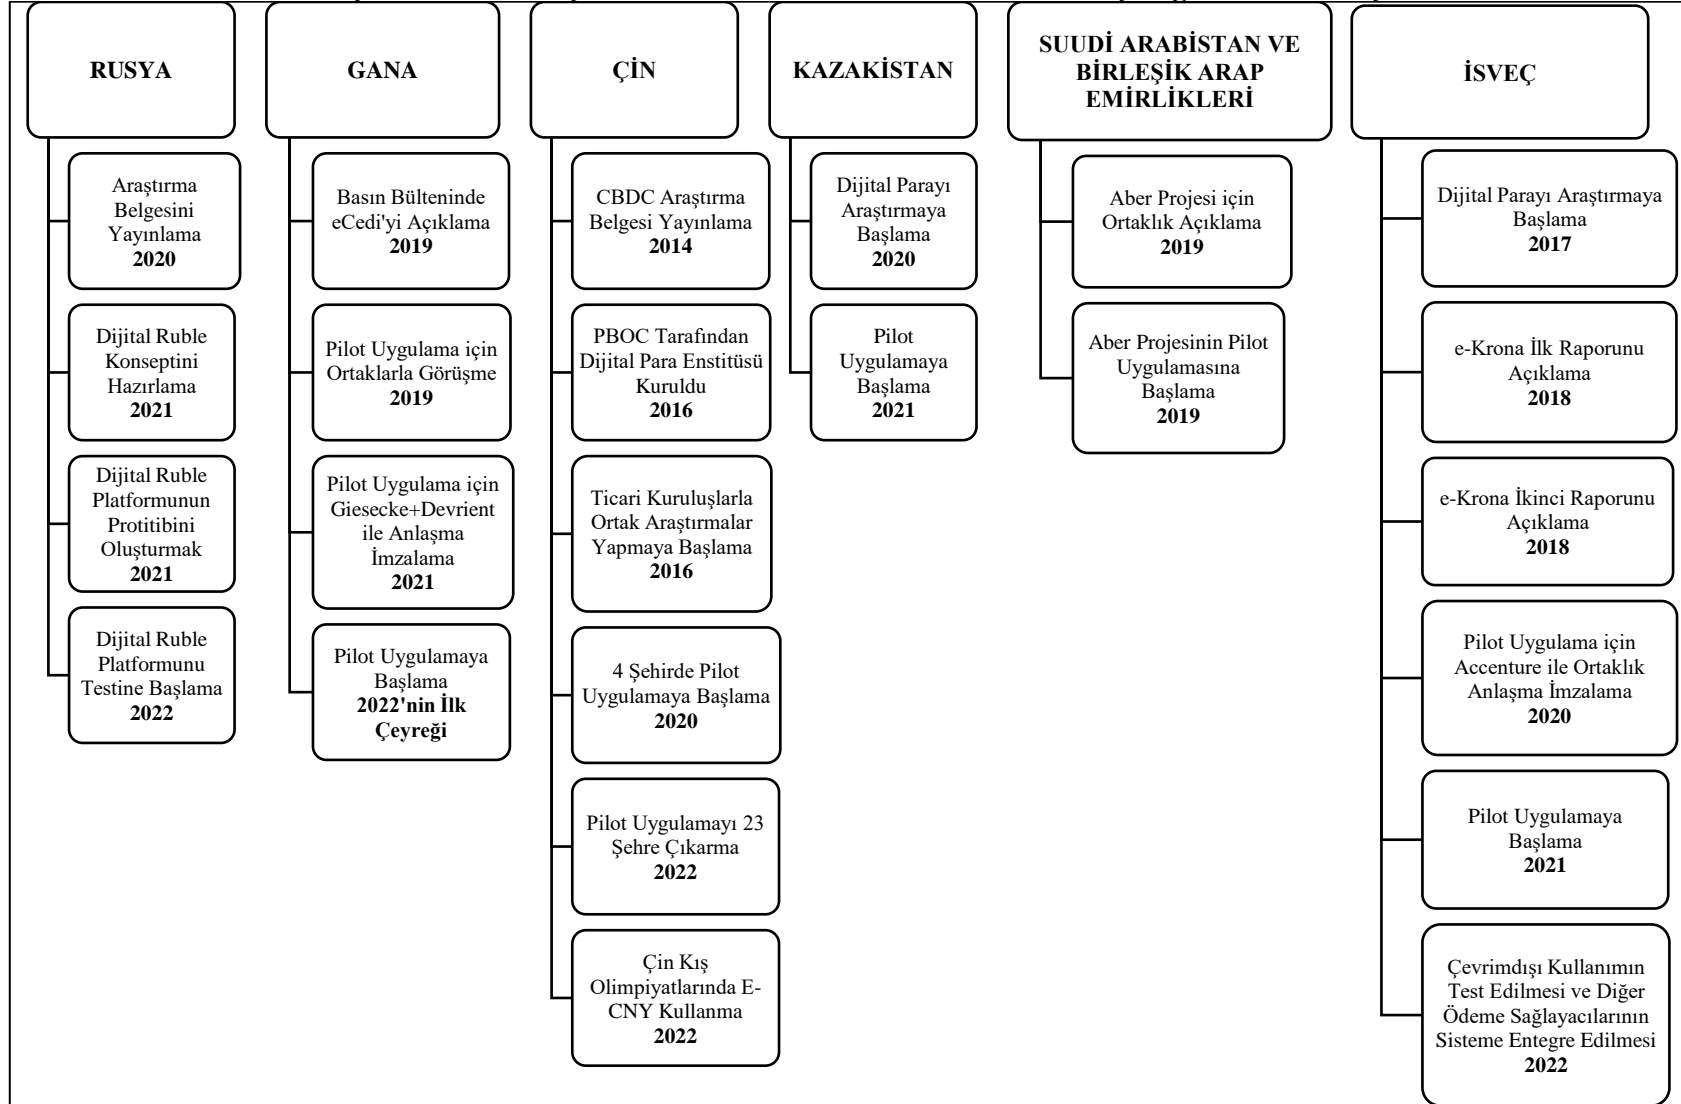 RUSYA
Araştırma
Belgesini
Yayınlama
2020
Dijital Ruble
Konseptini
Hazırlama
2021
Dijital Ruble
Platformunun
Protitibini
Oluşturmak
2021
Dijital Ruble
Platformunu
Testine Başlama
2022
GANA
Basın Bülteninde
eCedi'yi Açıklama
2019
Pilot Uygulama için
Ortaklarla Görüşme
2019
Pilot Uygulama için
Giesecke+Devrient
ile Anlaşma
İmzalama
2021
Pilot Uygulamaya
Başlama
2022'nin İlk
Çeyreği
ÇİN
CBDC Araştırma
Belgesi Yayınlama
2014
PBOC Tarafından
Dijital Para Enstitüsü
Kuruldu
2016
Ticari Kuruluşlarla
Ortak Araştırmalar
Yapmaya Başlama
2016
4 Şehirde Pilot
Uygulamaya Başlama
2020
Pilot Uygulamayı 23
Şehre Çıkarma
2022
Çin Kış
Olimpiyatlarında E-
CNY Kullanma
2022
KAZAKİSTAN
Dijital Parayı
Araştırmaya
Başlama
2020
Pilot
Uygulamaya
Başlama
2021
SUUDİ ARABİSTAN VE
BİRLEŞİK ARAP
EMİRLİKLERİ
Aber Projesi için
Ortaklık Açıklama
2019
Aber Projesinin Pilot
Uygulamasına
Başlama
2019
İSVEÇ
Dijital Parayı Araştırmaya
Başlama
2017
e-Krona İlk Raporunu
Açıklama
2018
e-Krona İkinci Raporunu
Açıklama
2018
Pilot Uygulama için
Accenture ile Ortaklık
Anlaşma İmzalama
2020
Pilot Uygulamaya
Başlama
2021
Çevrimdışı Kullanımın
Test Edilmesi ve Diğer
Ödeme Sağlayacılarının
Sisteme Entegre Edilmesi
2022